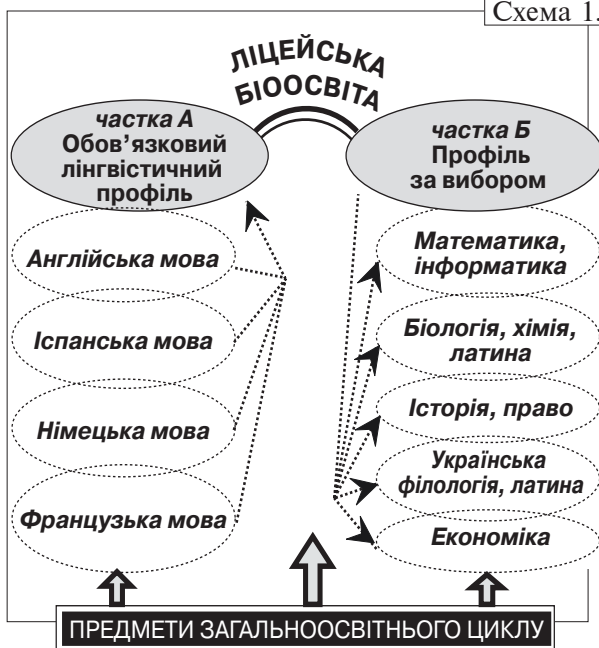 Схема 1.
ЛІЦЕЙСЬКА
БІООСВІТА
частка А
Обов’язковий
лінгвістичний
профіль
Англійська мова
Іспанська мова
Німецька мова
Французька мова
частка Б
Профіль
за вибором
Математика,
інформатика
Біологія, хімія,
латина
Історія, право
Українська
філологія, латина
Економіка
ПРЕДМЕТИ ЗАГАЛЬНООСВІТНЬОГО ЦИКЛУ